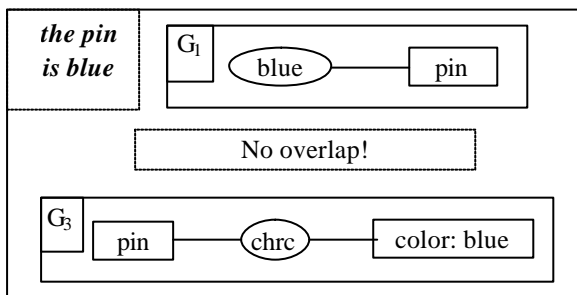 the pin
is blue
G1
blue
pin
No overlap!
G3
pin
chrc
color: blue